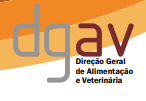 dgav
Direção Geral
de Alimentação
e Veterinária